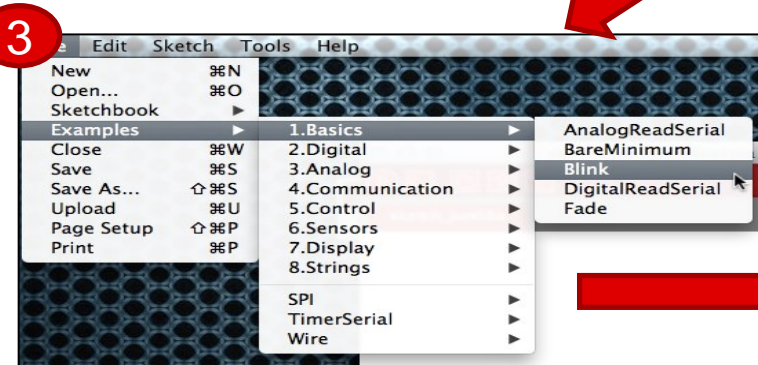 3
e Edit Sketch Tools Help
New ⌘N
Open... ⌘O
Sketchbook ▶
Examples ▶
Close ⌘W
Save ⌘S
Save As... ⇧⌘S
Upload ⌘U
Page Setup ⇧⌘P
Print ⌘P
1.Basics ▶
2.Digital ▶
3.Analog ▶
4.Communication ▶
5.Control ▶
6.Sensors ▶
7.Display ▶
8.Strings ▶
SPI ▶
TimerSerial ▶
Wire ▶
AnalogReadSerial
BareMinimum
Blink
DigitalReadSerial
Fade